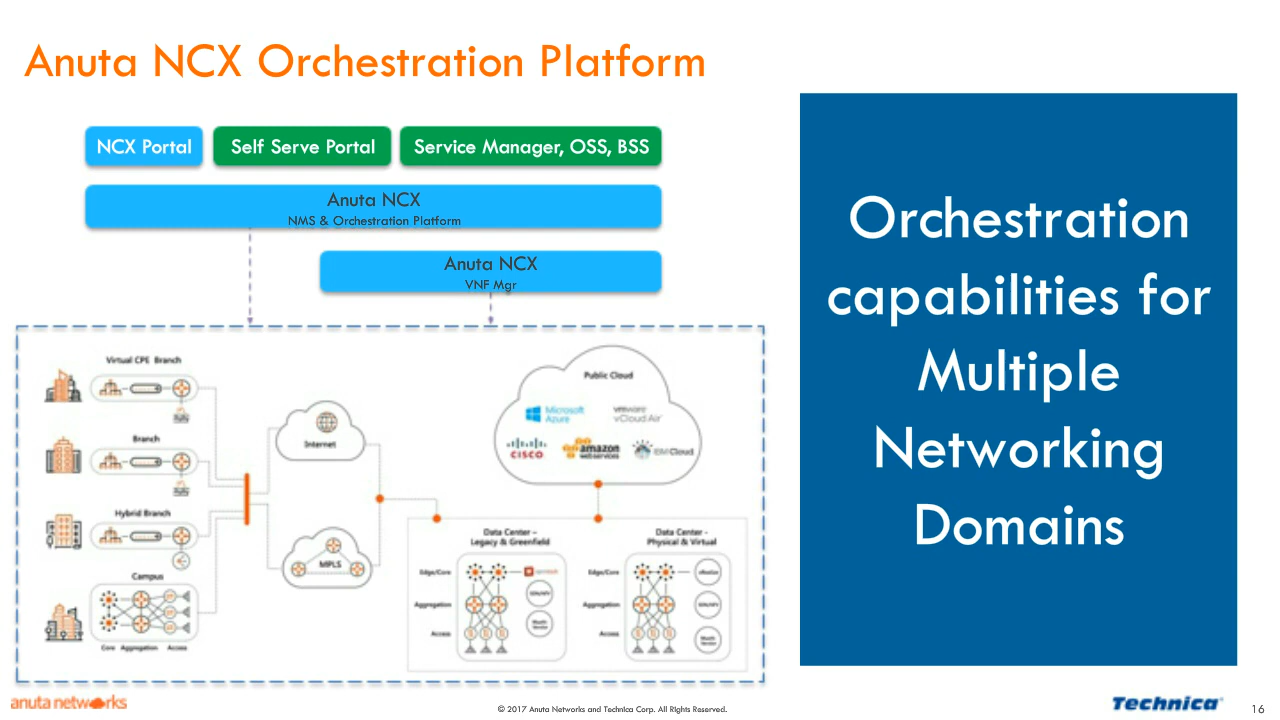 Anuta NCX Orchestration Platform
NCX Portal
Self Serve Portal
Service Manager, OSS, BSS
Anuta NCX
NMS & Orchestration Platform
Anuta NCX
VNF Mgr
Virtual CPE Branch
Branch
Hybrid Branch
Campus
Core Aggregation Access
Internet
MPLS
Public Cloud
Microsoft
Azure
vmware
vCloud Air
CISCO
amazon
webservices
IBM Cloud
Data Center –
Legacy & Greenfield
Edge/Core
Aggregation
Access
Data Center -
Physical & Virtual
Edge/Core
Aggregation
Access
Orchestration
capabilities for
Multiple
Networking
Domains
anuta networks
© 2017 Anuta Networks and Technica Corp. All Rights Reserved.
Technica
16